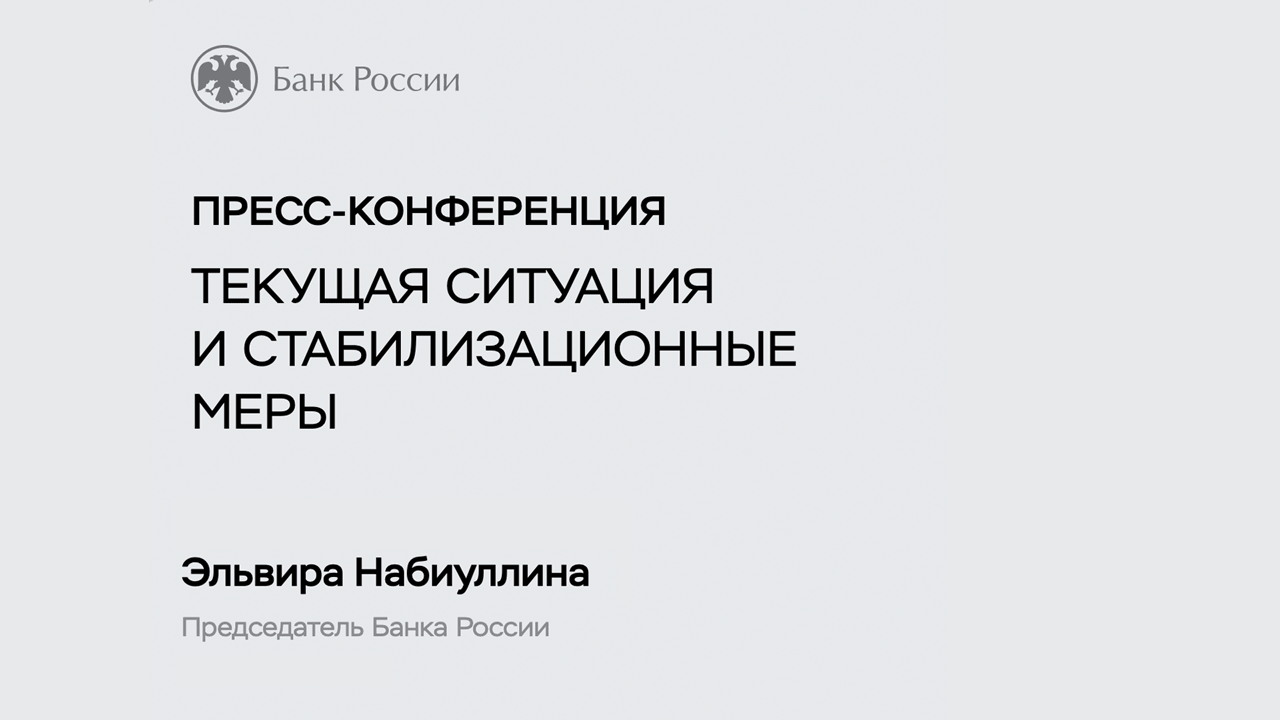 Банк России
ПРЕСС-КОНФЕРЕНЦИЯ
ТЕКУЩАЯ СИТУАЦИЯ
И СТАБИЛИЗАЦИОННЫЕ
МЕРЫ
Эльвира Набиуллина
Председатель Банка России